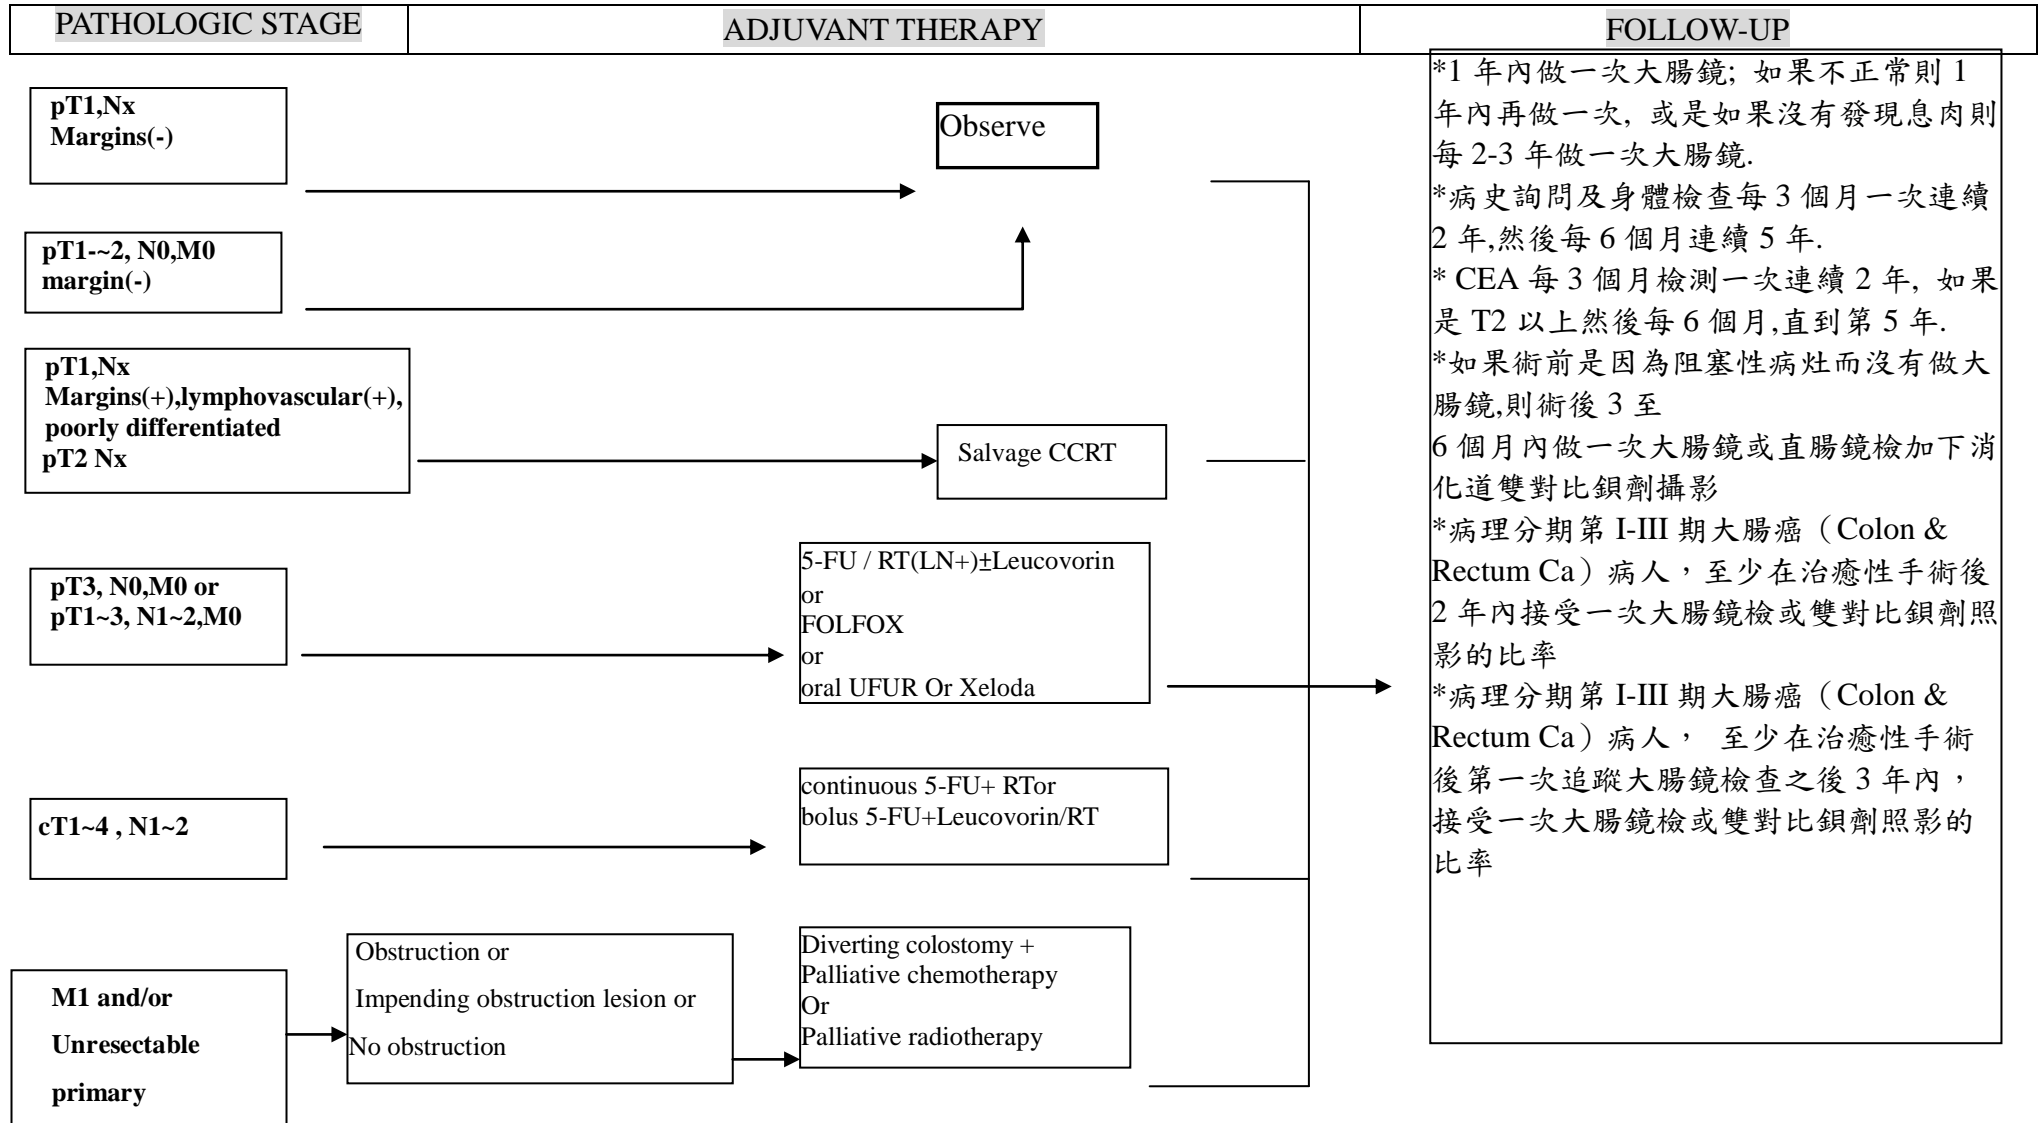 PATHOLOGIC STAGE
ADJUVANT THERAPY
FOLLOW-UP
pT1,Nx
Margins(-)
Observe
pT1-~2, N0,M0
margin(-)
pT1,Nx
Margins(+),lymphovascular(+),
poorly differentiated
pT2 Nx
Salvage CCRT
pT3, N0,M0 or
pT1~3, N1~2,M0
5-FU / RT(LN+)±Leucovorin
or
FOLFOX
or
oral UFUR Or Xeloda
cT1~4 , N1~2
continuous 5-FU+ RTor
bolus 5-FU+Leucovorin/RT
M1 and/or
Unresectable
primary
Obstruction or
Impending obstruction lesion or
No obstruction
Diverting colostomy +
Palliative chemotherapy
Or
Palliative radiotherapy
*1 年內做一次大腸鏡; 如果不正常則 1
年內再做一次, 或是如果沒有發現息肉則
每 2-3 年做一次大腸鏡.
*病史詢問及身體檢查每 3 個月一次連續
2 年,然後每 6 個月連續 5 年.
* CEA 每 3 個月檢測一次連續 2 年, 如果
是 T2 以上然後每 6 個月,直到第 5 年.
*如果術前是因為阻塞性病灶而沒有做大
腸鏡,則術後 3 至
6 個月內做一次大腸鏡或直腸鏡檢加下消
化道雙對比鋇劑攝影
*病理分期第 I-III 期大腸癌（Colon &
Rectum Ca）病人，至少在治癒性手術後
2 年內接受一次大腸鏡檢或雙對比鋇劑照
影的比率
*病理分期第 I-III 期大腸癌（Colon &
Rectum Ca）病人， 至少在治癒性手術
後第一次追蹤大腸鏡檢查之後 3 年內，
接受一次大腸鏡檢或雙對比鋇劑照影的
比率